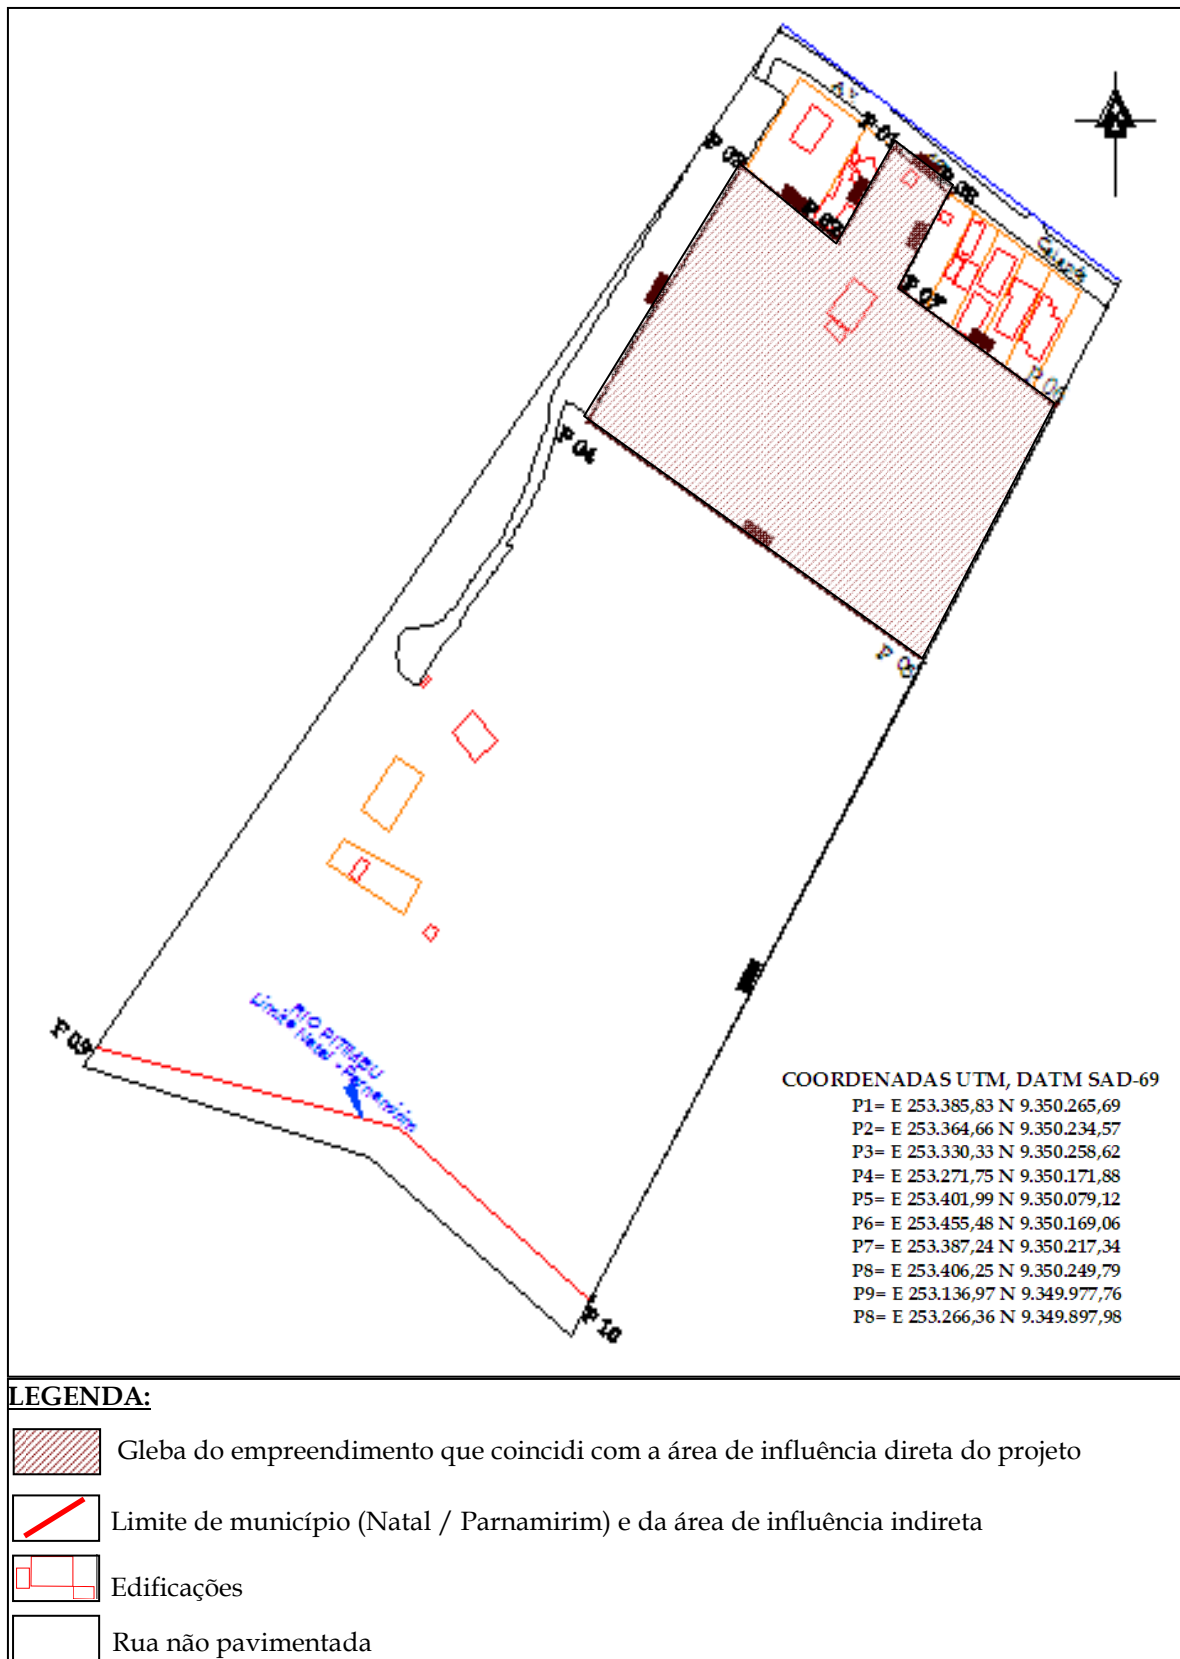 AV
P 01
P 03
P 02
P 08
Caiapó
P 07
P 06
P 04
P 05
P 09
RIO PITIMBU
Limite Natal - Parnamirim
P 10
COORDENADAS UTM, DATM SAD-69
P1= E 253.385,83 N 9.350.265,69
P2= E 253.364,66 N 9.350.234,57
P3= E 253.330,33 N 9.350.258,62
P4= E 253.271,75 N 9.350.171,88
P5= E 253.401,99 N 9.350.079,12
P6= E 253.455,48 N 9.350.169,06
P7= E 253.387,24 N 9.350.217,34
P8= E 253.406,25 N 9.350.249,79
P9= E 253.136,97 N 9.349.977,76
P8= E 253.266,36 N 9.349.897,98
LEGENDA:
Gleba do empreendimento que coincidi com a área de influência direta do projeto
Limite de município (Natal / Parnamirim) e da área de influência indireta
Edificações
Rua não pavimentada